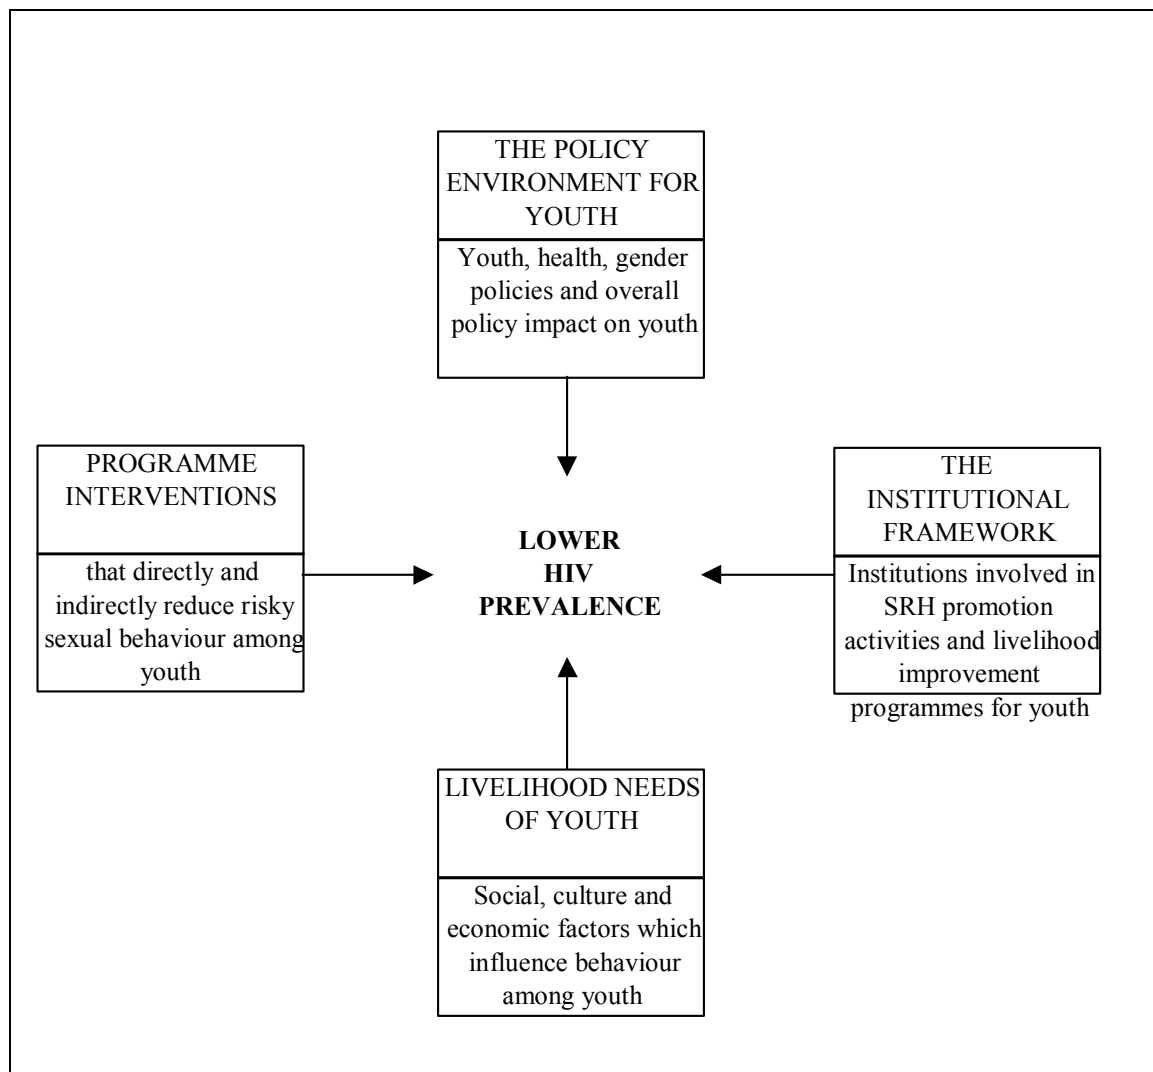 THE POLICY
ENVIRONMENT FOR
YOUTH
Youth, health, gender
policies and overall
policy impact on youth
PROGRAMME
INTERVENTIONS
that directly and
indirectly reduce risky
sexual behaviour among
youth
LOWER
HIV
PREVALENCE
THE
INSTITUTIONAL
FRAMEWORK
Institutions involved in
SRH promotion
activities and livelihood
improvement
programmes for youth
LIVELIHOOD NEEDS
OF YOUTH
Social, culture and
economic factors which
influence behaviour
among youth